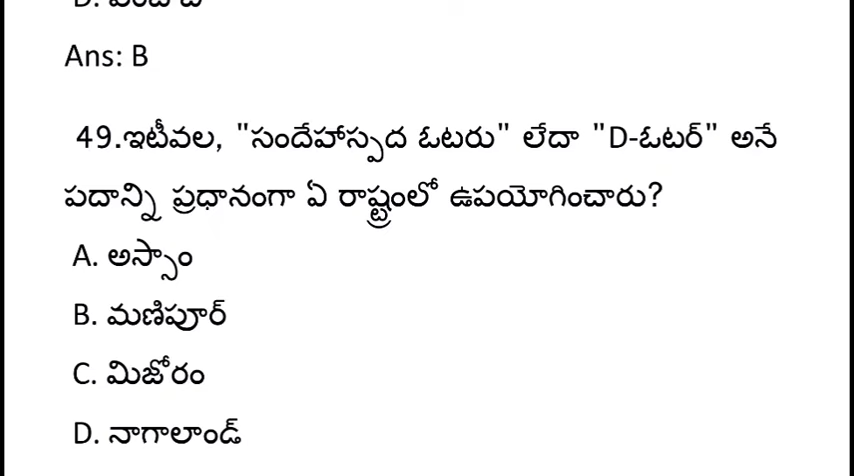 Ans: B
49.ఇటీవల, "సందేహాస్పద ఓటరు" లేదా "D-ఓటర్" అనే
పదాన్ని ప్రధానంగా ఏ రాష్ట్రంలో ఉపయోగించారు?
A. అస్సాం
B. మణిపూర్
C. మిజోరం
D. నాగాలాండ్